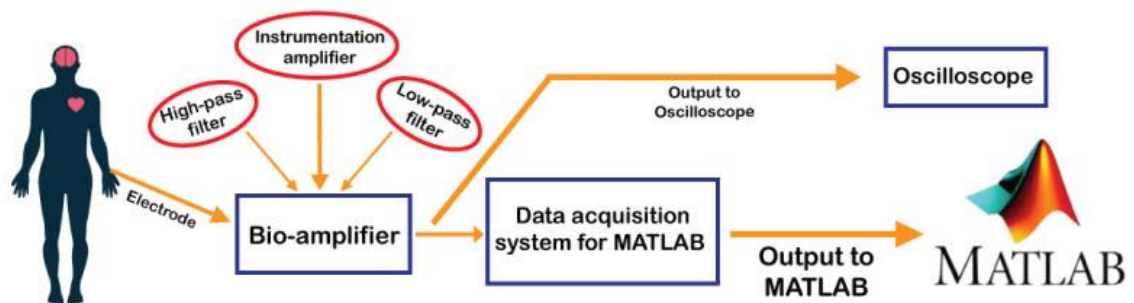 Instrumentation
amplifier
High-pass
filter
Low-pass
filter
Electrode
Bio-amplifier
Output to
Oscilloscope
Oscilloscope
Data acquisition
system for MATLAB
Output to
MATLAB
MATLAB